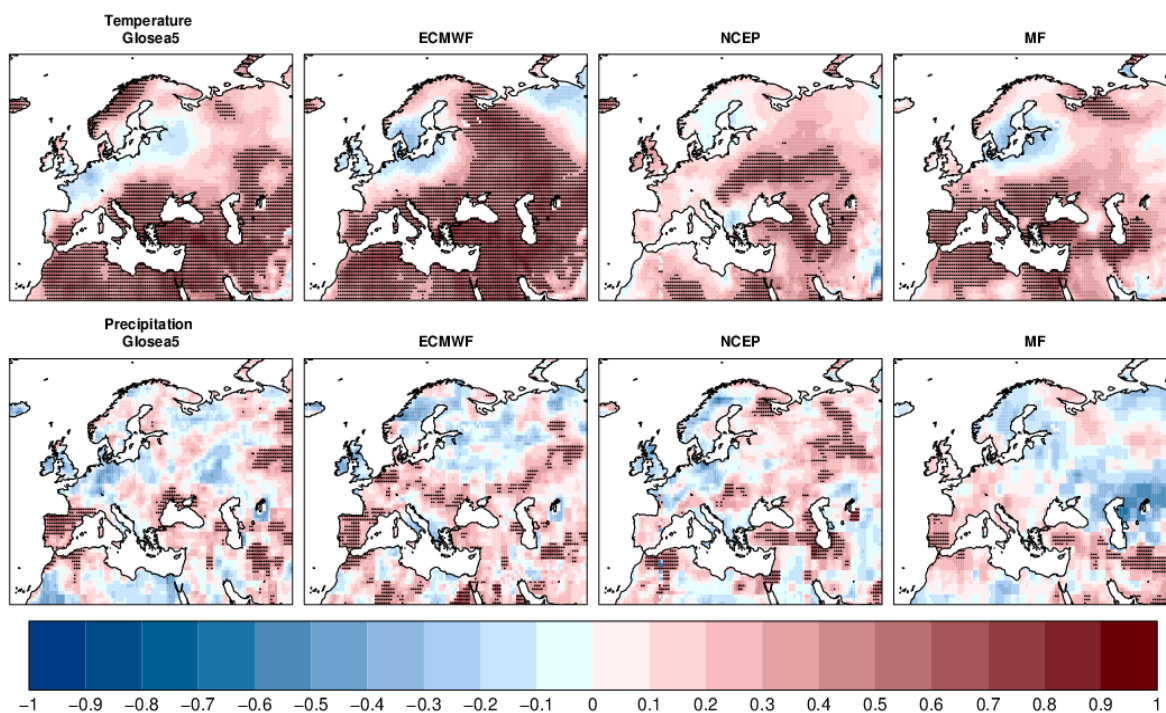 Temperature
Glosea5 ECMWF NCEP MF
Precipitation
Glosea5 ECMWF NCEP MF
−1 −0.9 −0.8 −0.7 −0.6 −0.5 −0.4 −0.3 −0.2 −0.1 0 0.1 0.2 0.3 0.4 0.5 0.6 0.7 0.8 0.9 1